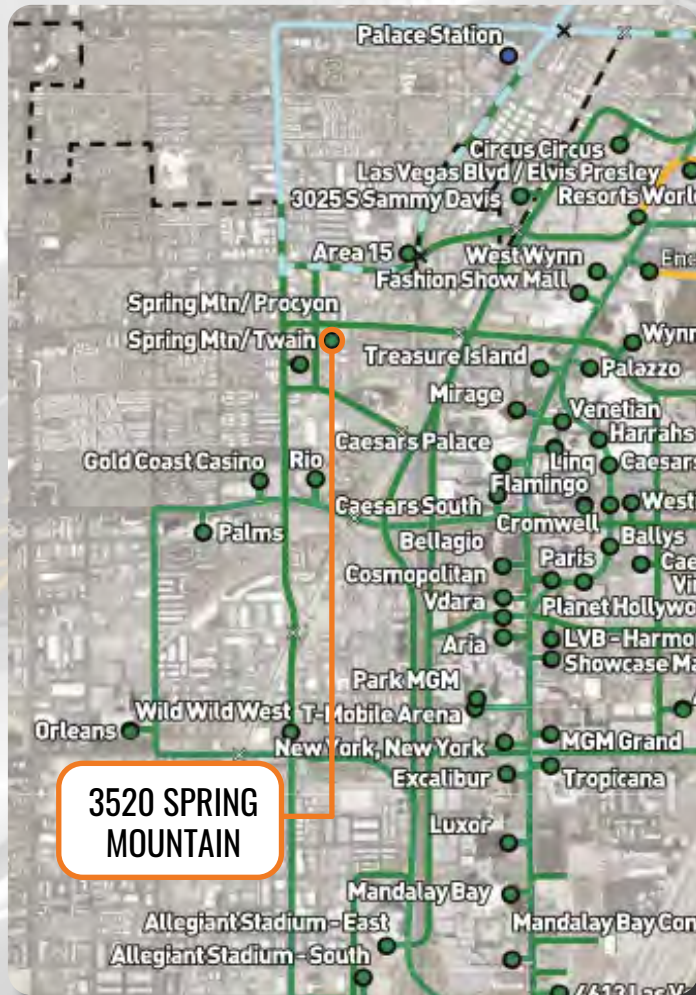 Palace Station
Circus Circus
Las Vegas Blvd / Elvis Presley
3025 S Sammy Davis
Resorts World
Area 15
West Wynn
Fashion Show Mall
Spring Mtn/ Procyon
Spring Mtn/Twain
Wynn
Treasure Island
Palazzo
Mirage
Venetian
Harrahs
Caesars Palace
Linq
Caesars
Gold Coast Casino
Rio
Flamingo
Caesars South
West
Cromwell
Palms
Bellagio
Ballys
Cosmopolitan
Paris
Vdara
Planet Hollywo
Aria
LVB - Harmo
Showcase Ma
Park MGM
Wild Wild West
T-Mobile Arena
Orleans
New York, New York
MGM Grand
Excalibur
Tropicana
3520 SPRING
MOUNTAIN
Luxor
Mandalay Bay
Allegiant Stadium - East
Mandalay Bay Con
Allegiant Stadium - South